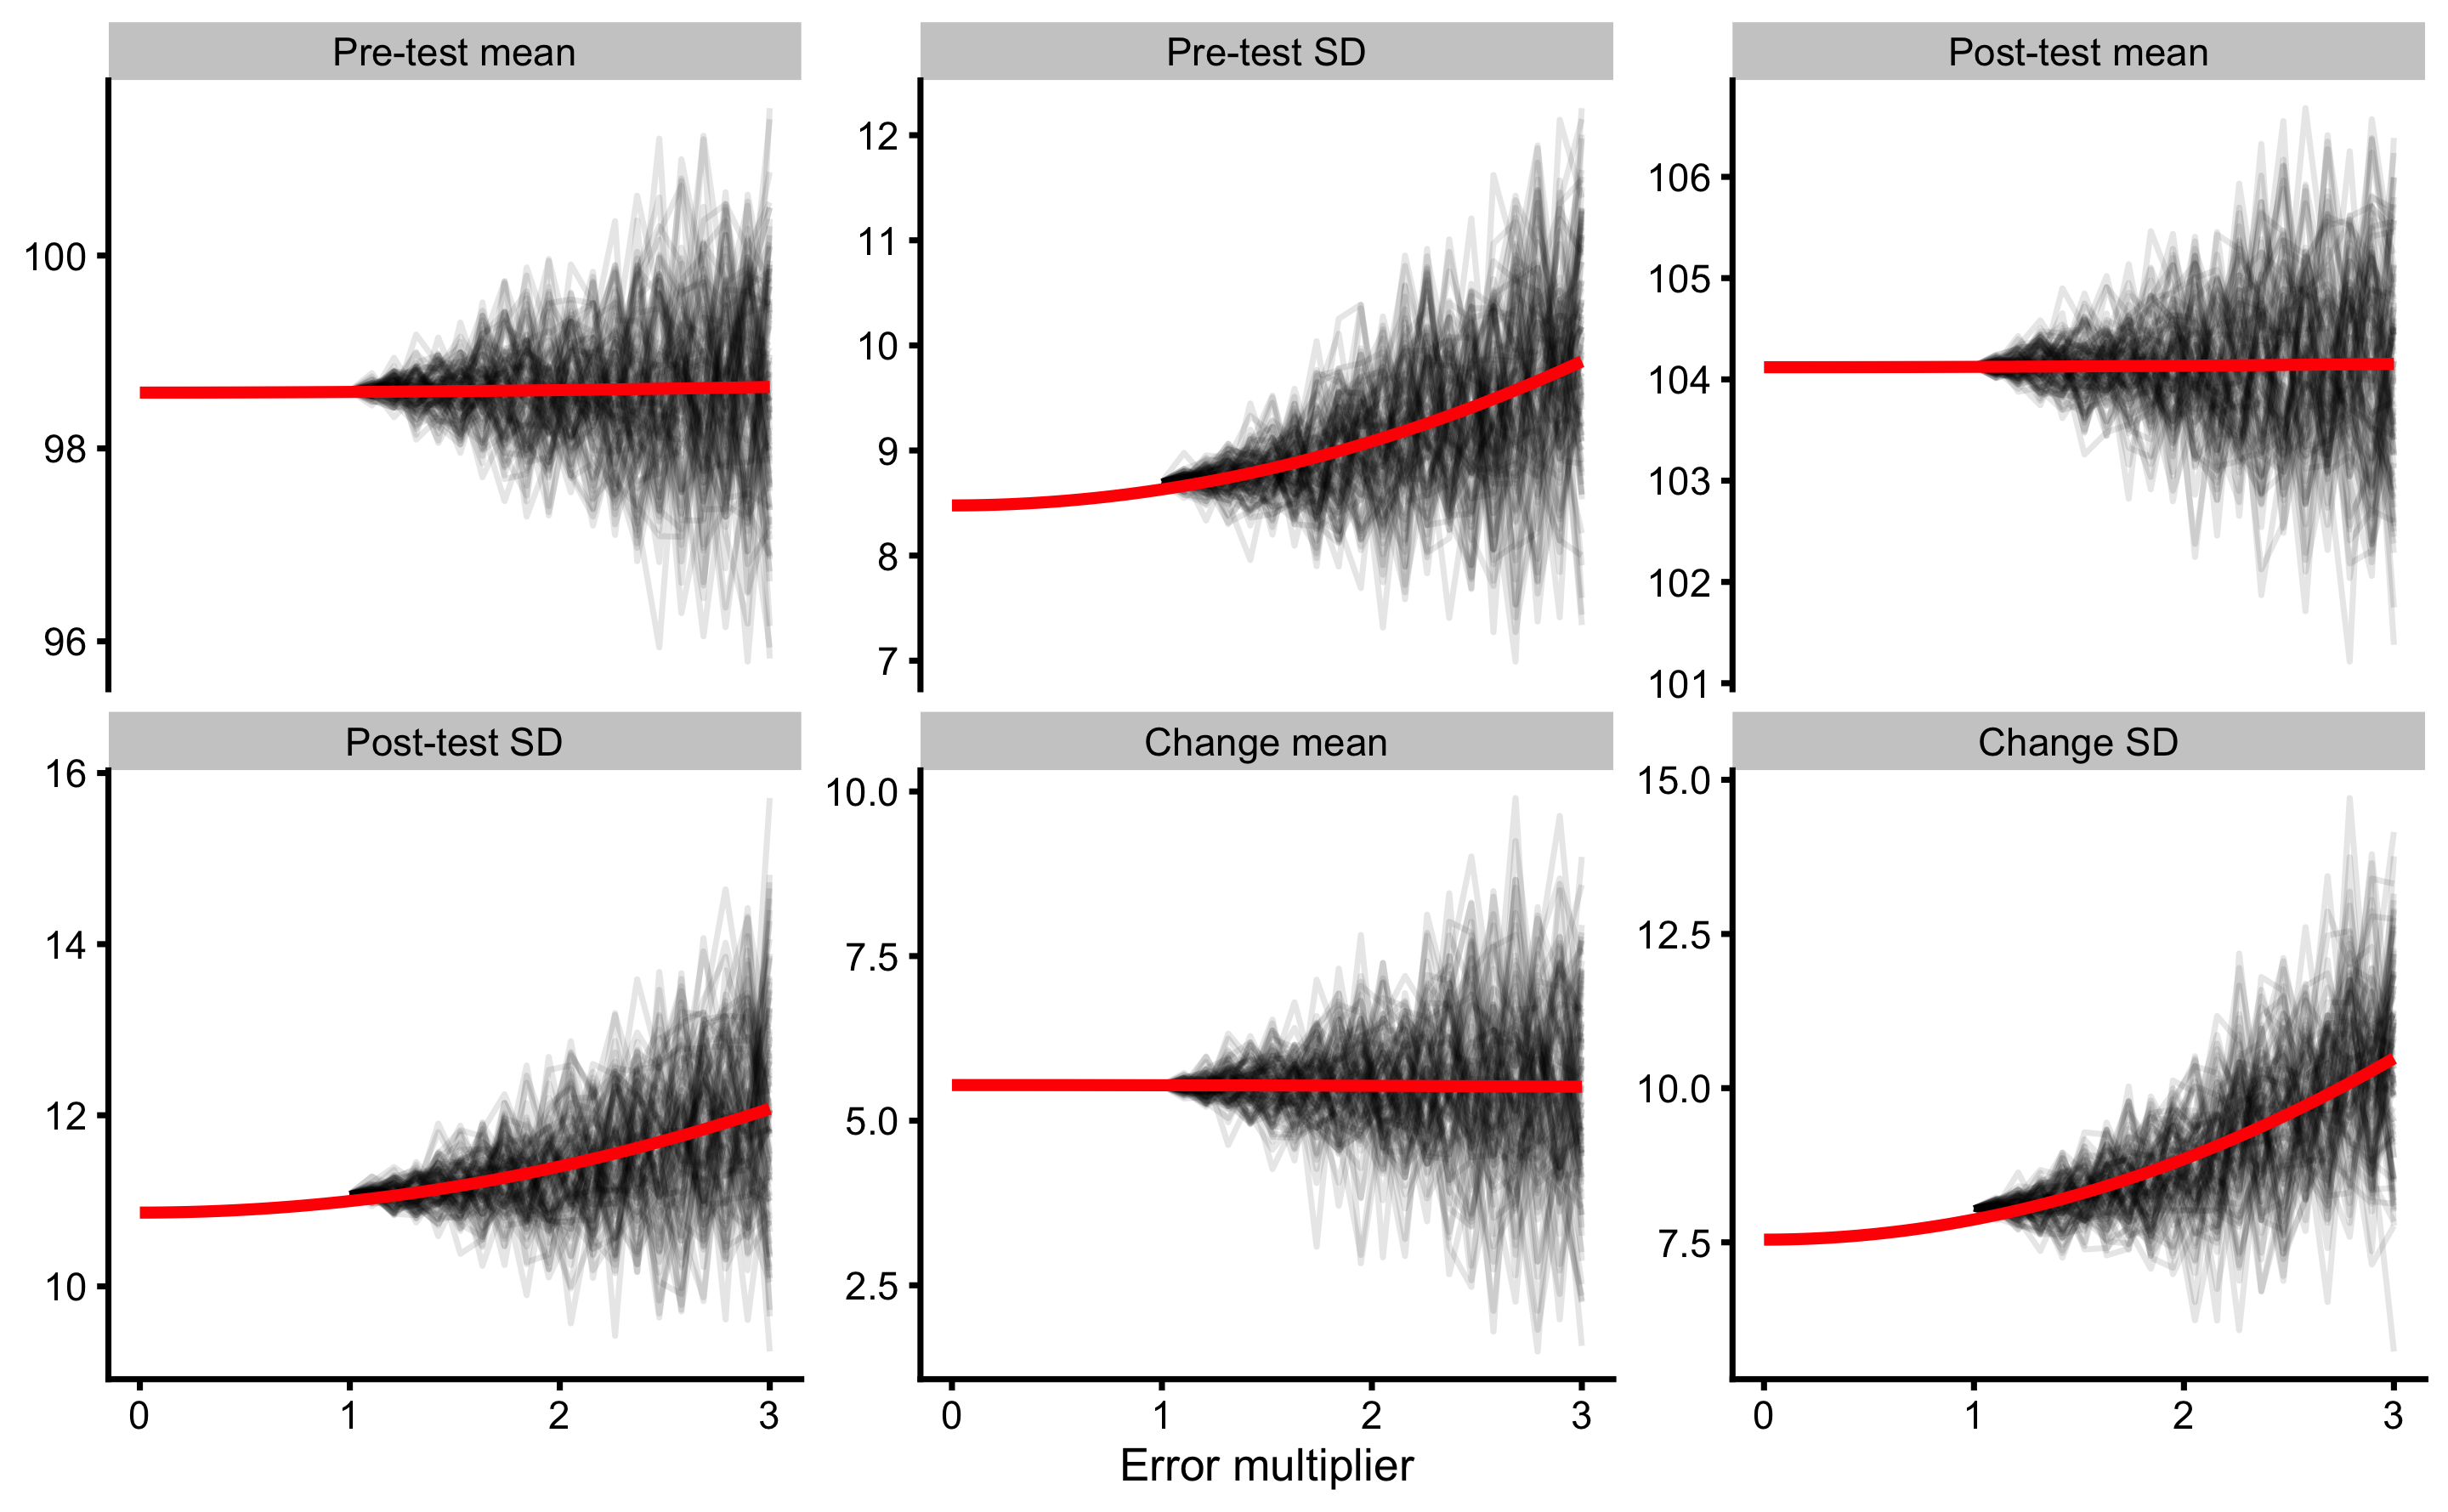 Pre-test mean
Pre-test SD
Post-test mean
100
98
96
12
11
10
9
8
7
106
105
104
103
102
101
Post-test SD
Change mean
Change SD
16
14
12
10
10.0
7.5
5.0
2.5
15.0
12.5
10.0
7.5
0 1 2 3
0 1 2 3
0 1 2 3
Error multiplier